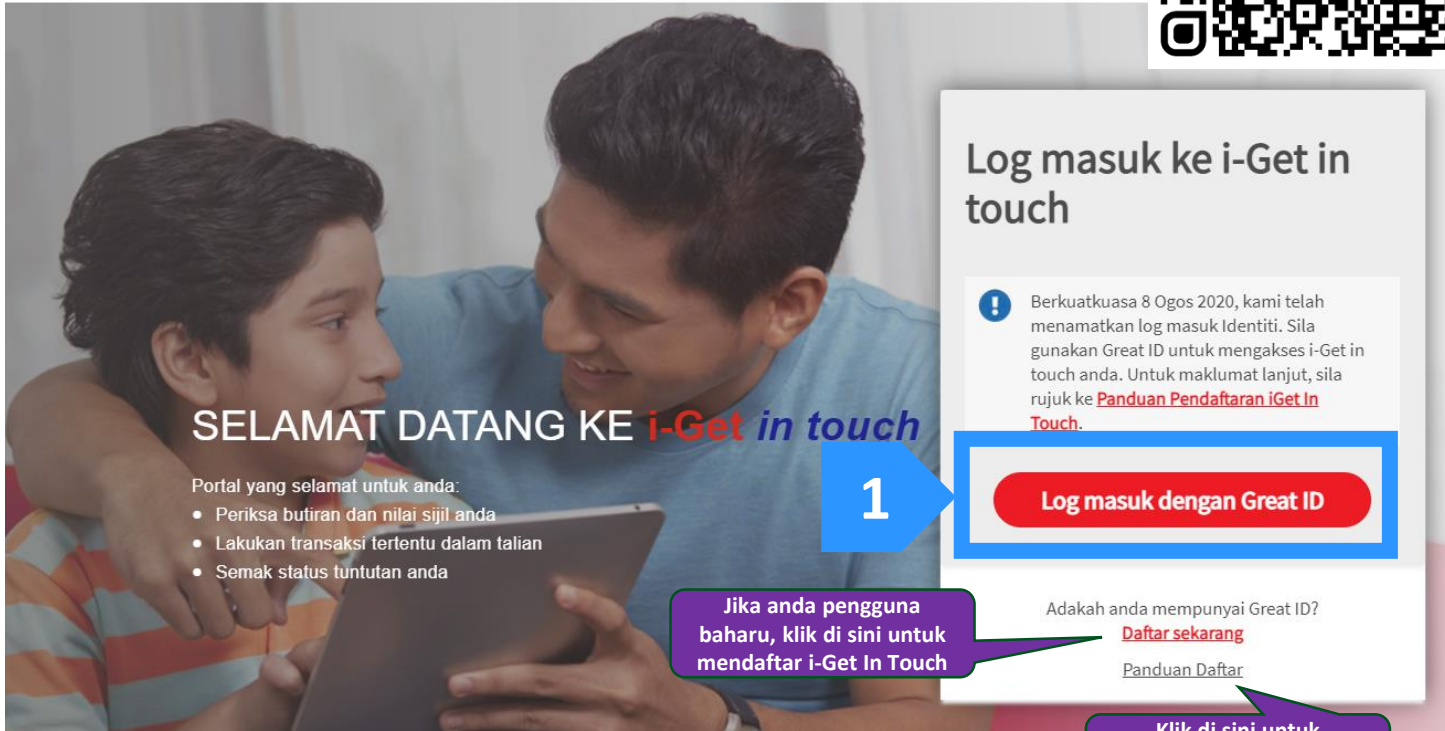 Log masuk ke i-Get in
touch
Berkuatkuasa 8 Ogos 2020, kami telah
menamatkan log masuk Identiti. Sila
gunakan Great ID untuk mengakses i-Get in
touch anda. Untuk maklumat lanjut, sila
rujuk ke Panduan Pendaftaran iGet In
Touch.
SELAMAT DATANG KE i-Get in touch
Portal yang selamat untuk anda:
• Periksa butiran dan nilai sijil anda
• Lakukan transaksi tertentu dalam talian
• Semak status tuntutan anda
1
Log masuk dengan Great ID
Jika anda pengguna
baharu, klik di sini untuk
mendaftar i-Get In Touch
Adakah anda mempunyai Great ID?
Daftar sekarang
Panduan Daftar
Klik di sini untuk